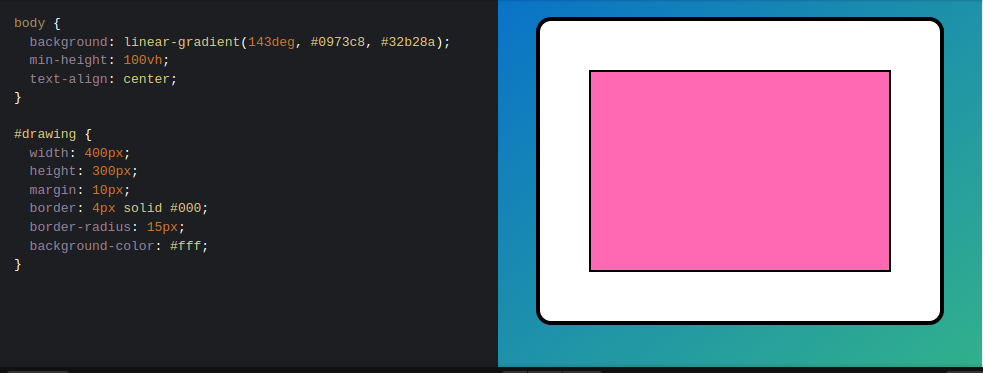 body {
  background: linear-gradient(143deg, #0973c8, #32b28a);
  min-height: 100vh;
  text-align: center;
}

#drawing {
  width: 400px;
  height: 300px;
  margin: 10px;
  border: 4px solid #000;
  border-radius: 15px;
  background-color: #fff;
}